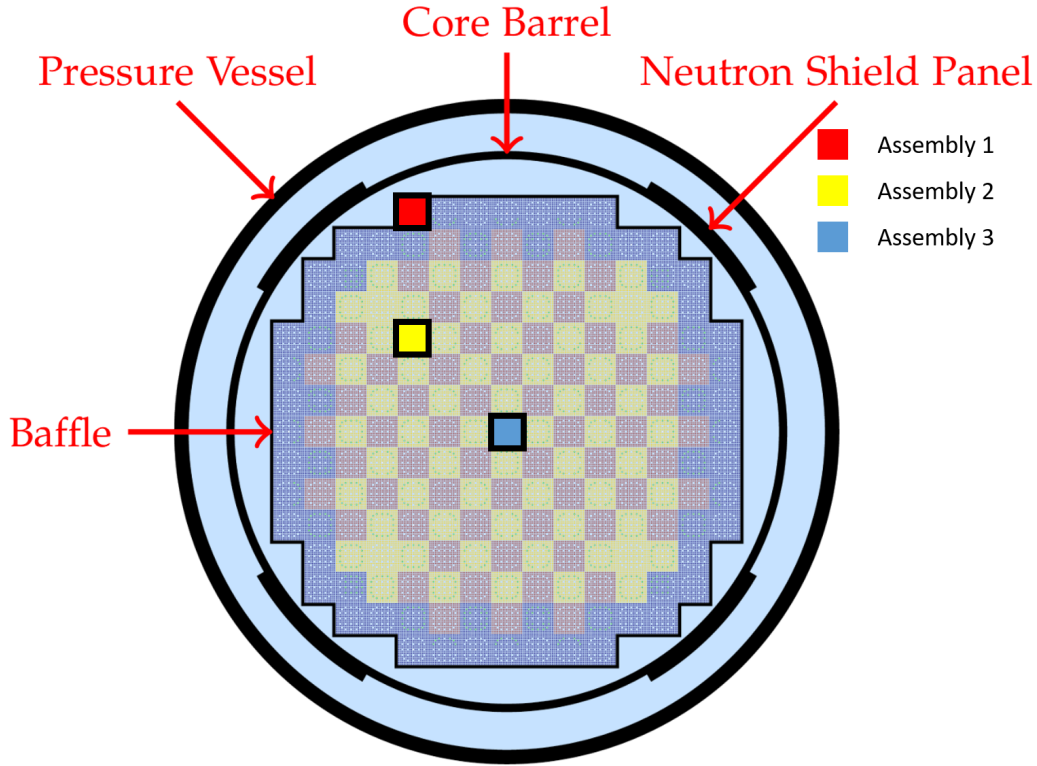 Core Barrel
Pressure Vessel
Neutron Shield Panel
Assembly 1
Assembly 2
Assembly 3
Baffle